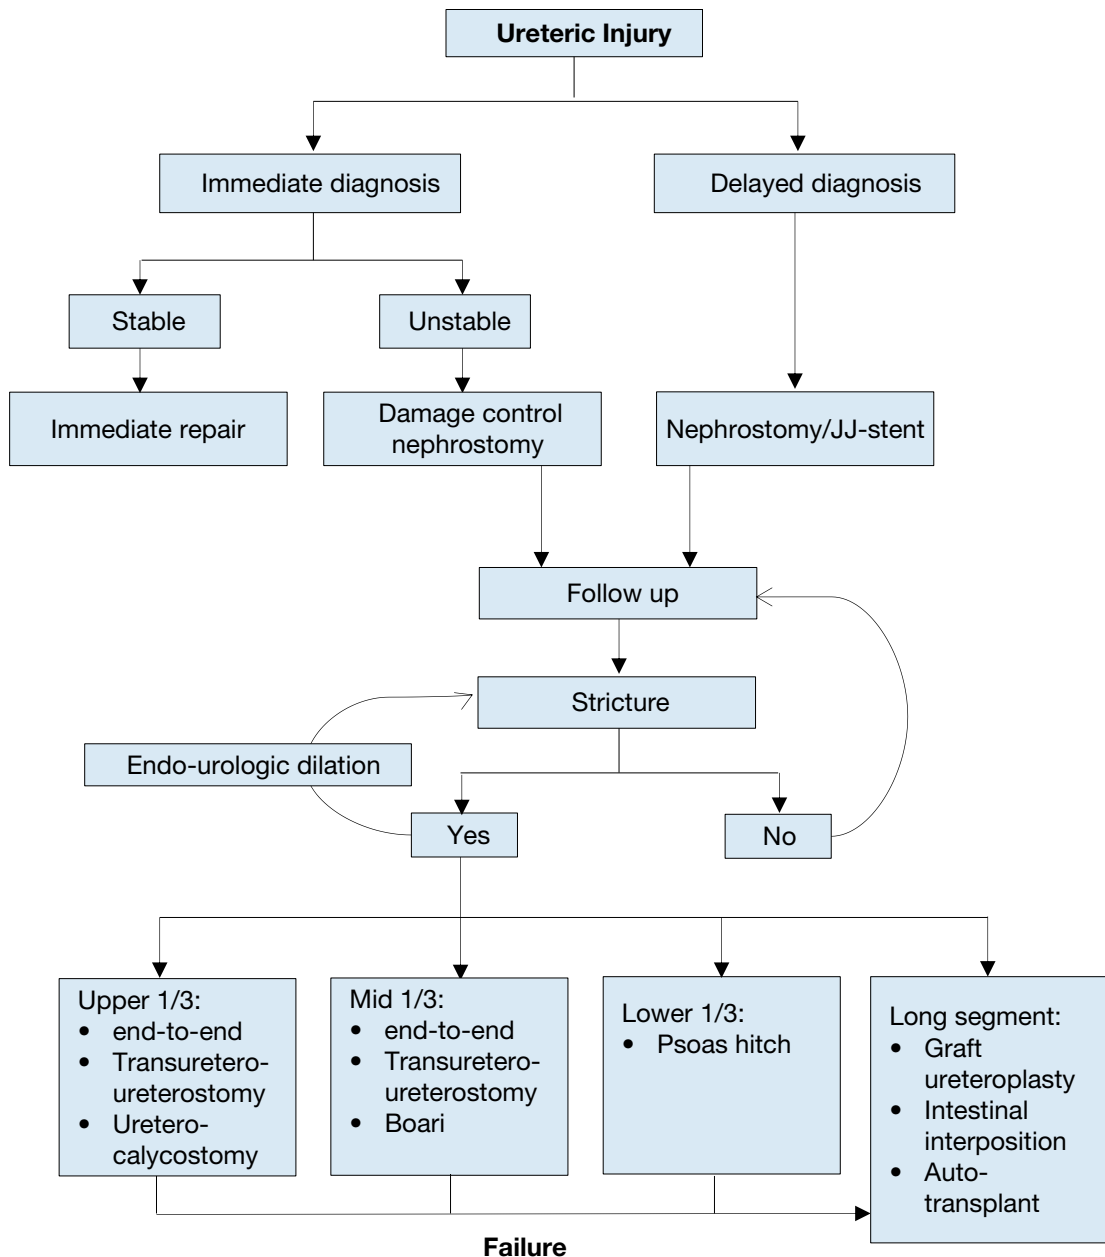 Ureteric Injury
Immediate diagnosis
Delayed diagnosis
Stable
Unstable
Immediate repair
Damage control
nephrostomy
Nephrostomy/JJ-stent
Follow up
Stricture
Endo-urologic dilation
Yes
No
Upper 1/3:
• end-to-end
• Transuretero-
ureterostomy
• Uretero-
calycostomy
Mid 1/3:
• end-to-end
• Transuretero-
ureterostomy
• Boari
Lower 1/3:
• Psoas hitch
Long segment:
• Graft
ureteroplasty
• Intestinal
interposition
• Auto-
transplant
Failure